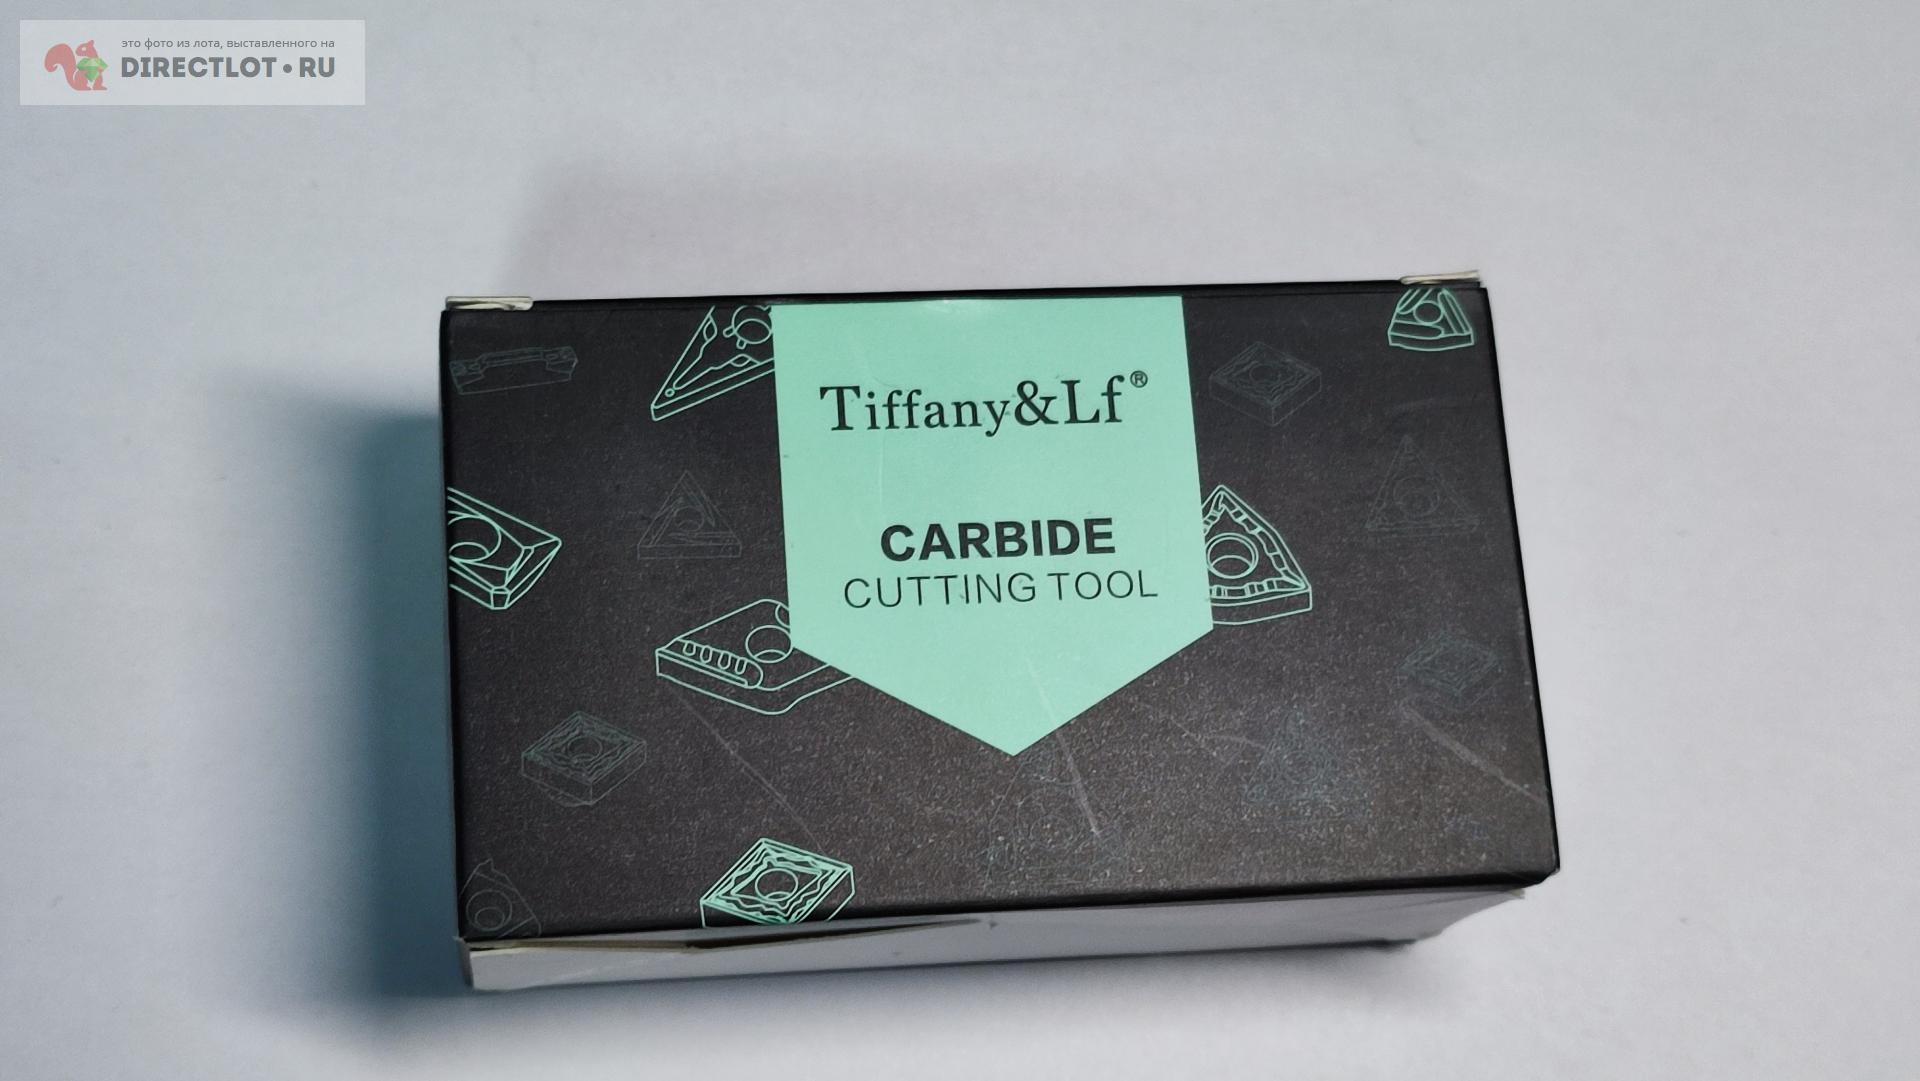 это фото из лота, выставленного на
DIRECTLOT•RU
Tiffany&Lf®
CARBIDE
CUTTING TOOL